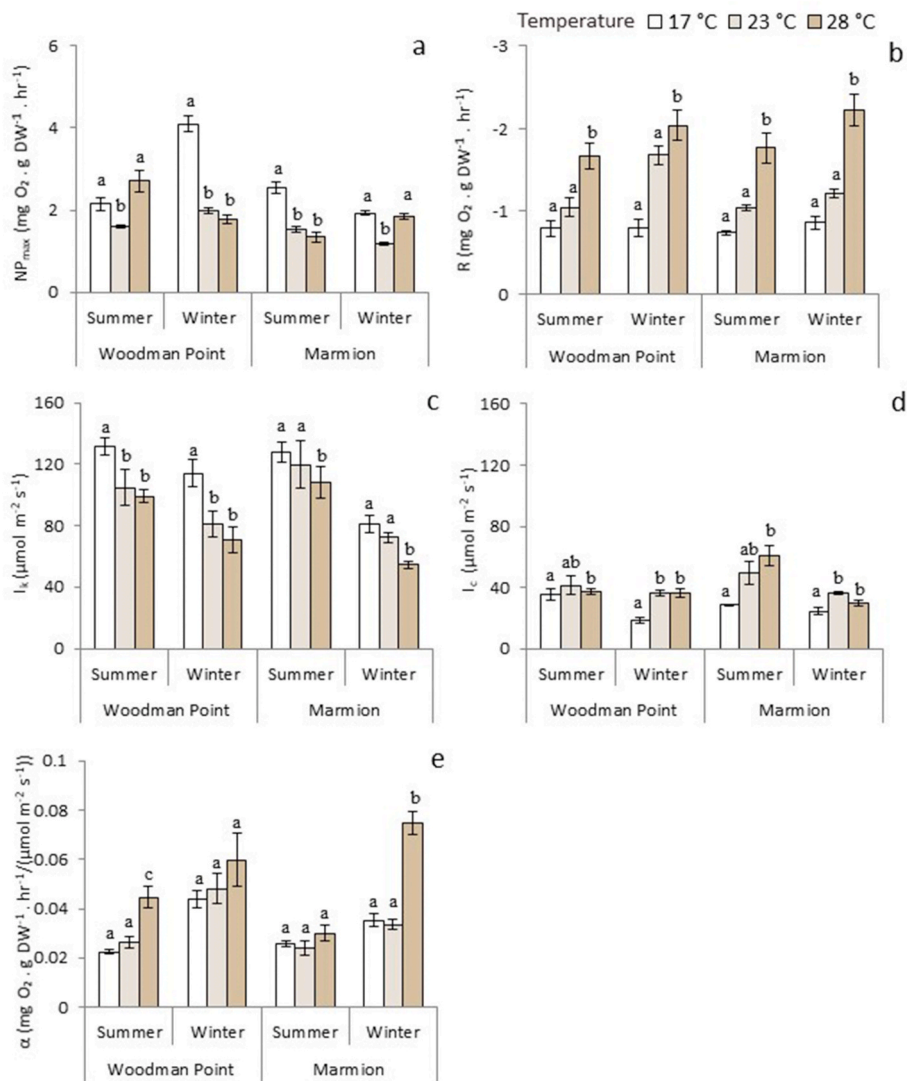 Temperature 17 °C 23 °C 28 °C
a
NPmax (mg O₂ . g DW⁻¹ . hr⁻¹)
6
4
2
0
a b a
a b b
a b b
a b a
Summer Winter Summer Winter
Woodman Point Marmion
b
R (mg O₂ . g DW⁻¹ . hr⁻¹)
-3
-2
-1
0
a a b
a a b
a a b
a a b
Summer Winter Summer Winter
Woodman Point Marmion
c
Iₖ (μmol m⁻² s⁻¹)
160
120
80
40
0
a b b
a b b
a a b
a a b
Summer Winter Summer Winter
Woodman Point Marmion
d
I꜀ (μmol m⁻² s⁻¹)
160
120
80
40
0
a ab b
a b b
a ab b
a b b
Summer Winter Summer Winter
Woodman Point Marmion
e
α (mg O₂ . g DW⁻¹ . hr⁻¹/(μmol m⁻² s⁻¹))
0.1
0.08
0.06
0.04
0.02
0
a a c
a a a
a a a
a a b
Summer Winter Summer Winter
Woodman Point Marmion